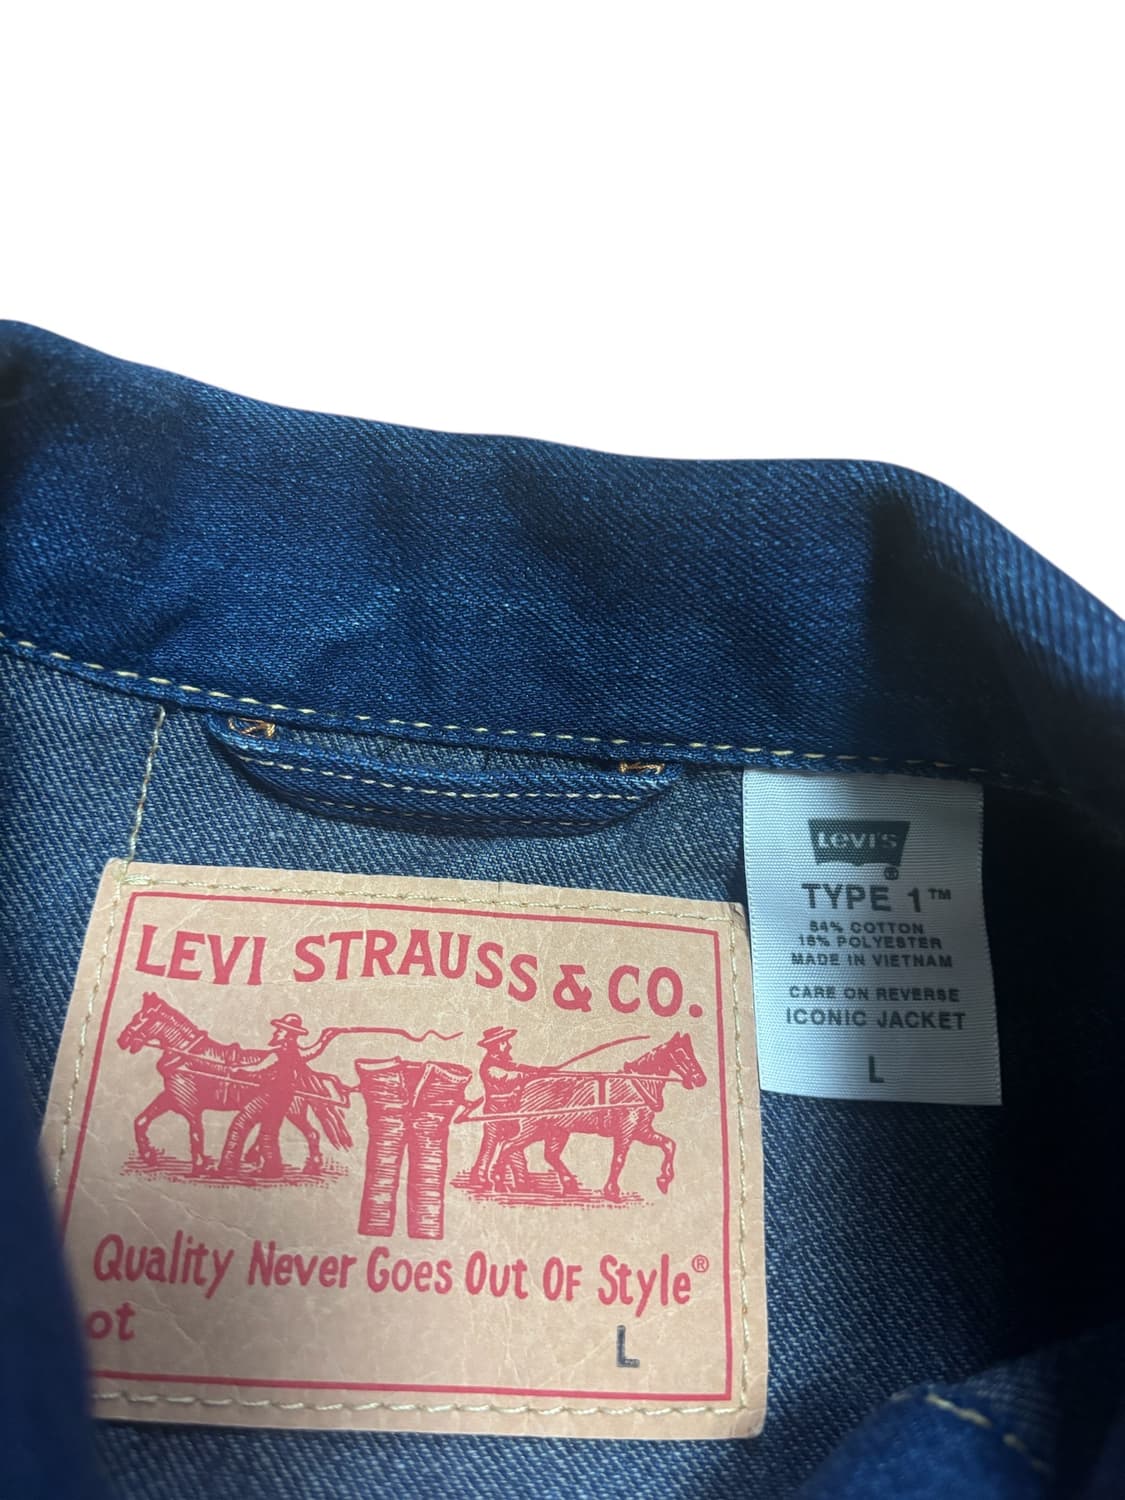 LEVI STRAUSS & CO.
Quality Never Goes Out OF Style®
ot
L
LEVI'S
®
TYPE 1™
84% COTTON
16% POLYESTER
MADE IN VIETNAM
CARE ON REVERSE
ICONIC JACKET
L